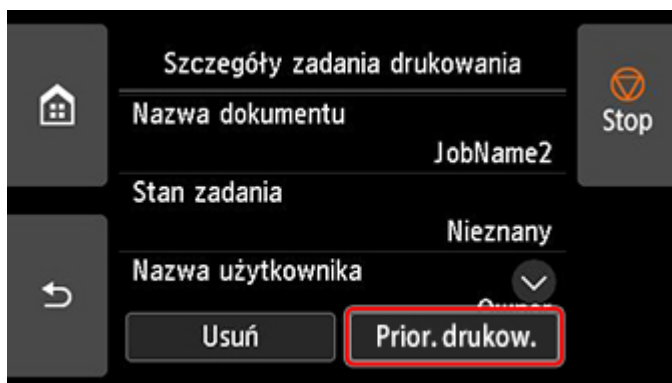 Szczegóły zadania drukowania
Nazwa dokumentu
JobName2
Stan zadania
Nieznany
Nazwa użytkownika
Usuń
Prior. drukow.
Stop